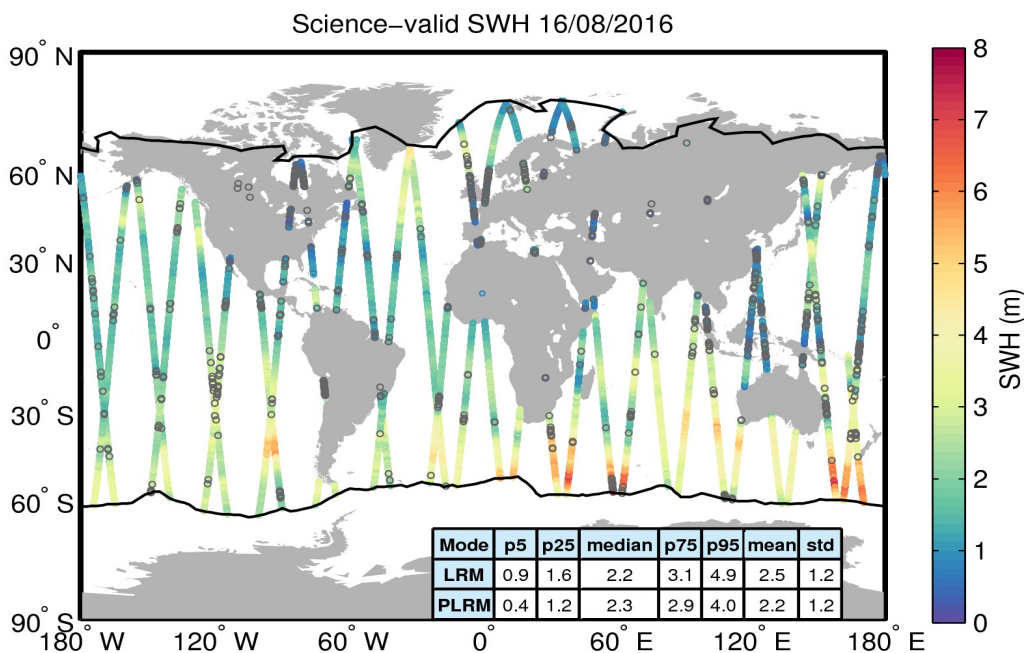 Science−valid SWH 16/08/2016
90° N
60° N
30° N
0°
30° S
60° S
90° S
180° W
120° W
60° W
0°
60° E
120° E
180° E
8
7
6
5
4
3
2
1
0
SWH (m)
Mode p5 p25 median p75 p95 mean std
LRM 0.9 1.6 2.2 3.1 4.9 2.5 1.2
PLRM 0.4 1.2 2.3 2.9 4.0 2.2 1.2